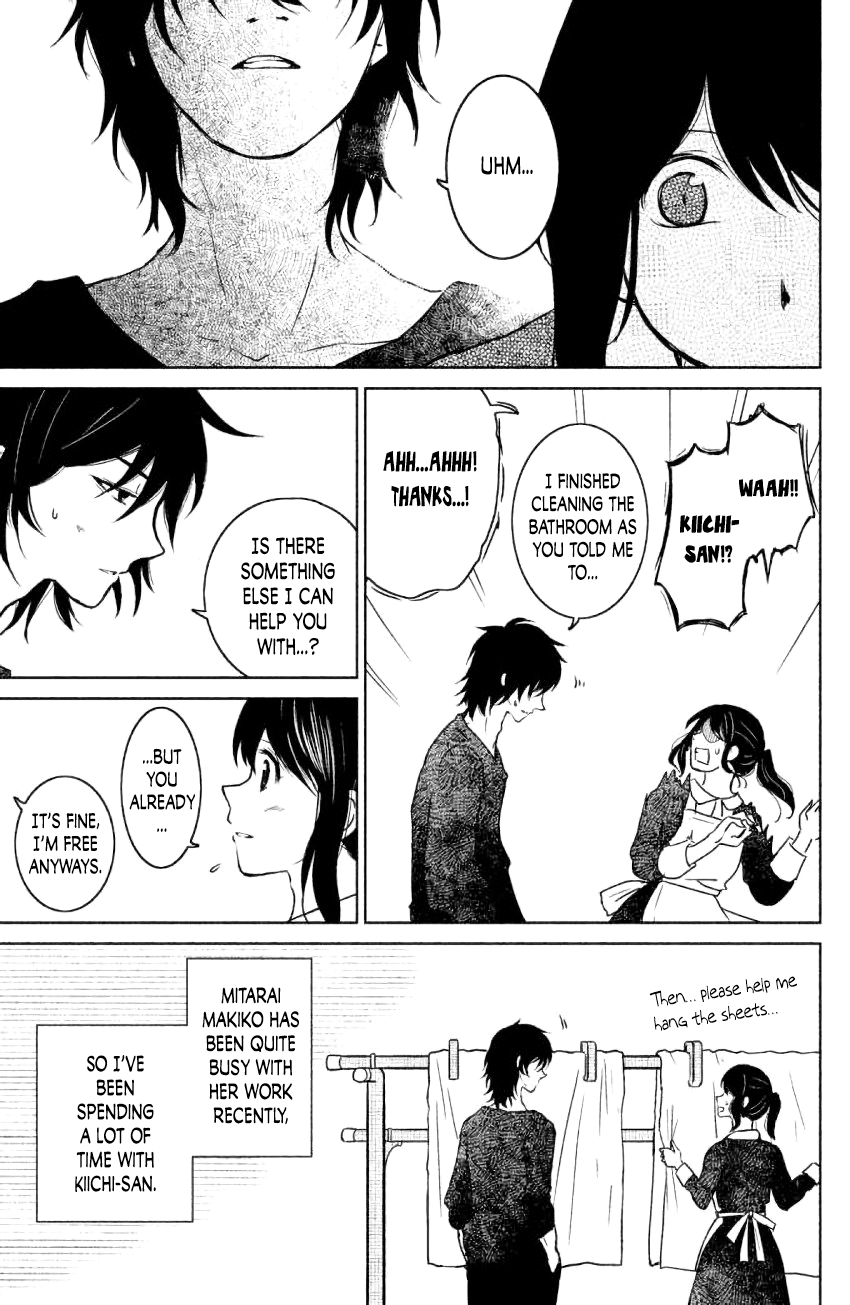 UHM...
WAAH!!
KIICHI-
SAN!?
I FINISHED
CLEANING THE
BATHROOM AS
YOU TOLD ME
TO...
AHH...AHHH!
THANKS...!
IS THERE
SOMETHING
ELSE I CAN
HELP YOU
WITH...?
...BUT
YOU
ALREADY
...
IT'S FINE,
I'M FREE
ANYWAYS.
Then... please help me
hang the sheets...
MITARAI
MAKIKO HAS
BEEN QUITE
BUSY WITH
HER WORK
RECENTLY,
SO I'VE
BEEN
SPENDING
A LOT OF
TIME WITH
KIICHI-SAN.